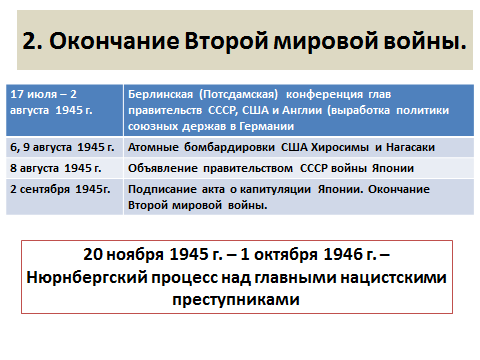 2. Окончание Второй мировой войны.
17 июля – 2
августа 1945 г.
Берлинская (Потсдамская) конференция глав
правительств СССР, США и Англии (выработка политики
союзных держав в Германии
6, 9 августа 1945 г.
Атомные бомбардировки США Хиросимы и Нагасаки
8 августа 1945 г.
Объявление правительством СССР войны Японии
2 сентября 1945г.
Подписание акта о капитуляции Японии. Окончание
Второй мировой войны.
20 ноября 1945 г. – 1 октября 1946 г. –
Нюрнбергский процесс над главными нацистскими
преступниками